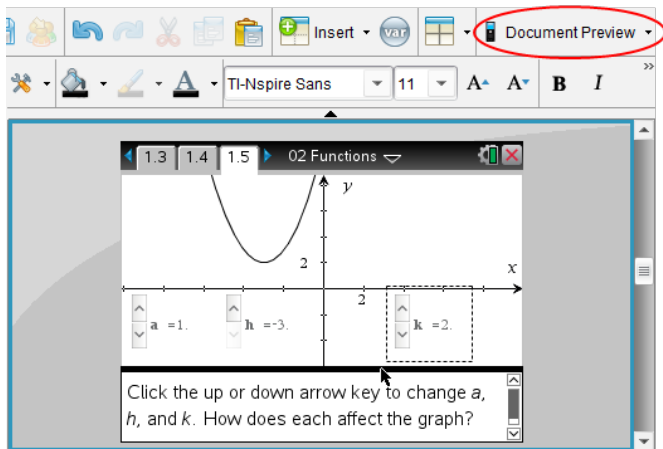 Insert var Document Preview
TI-Nspire Sans 11 A A B I
1.3 1.4 1.5 02 Functions
y
2
x
2
a =1. h =-3. k =2.
Click the up or down arrow key to change a,
h, and k. How does each affect the graph?